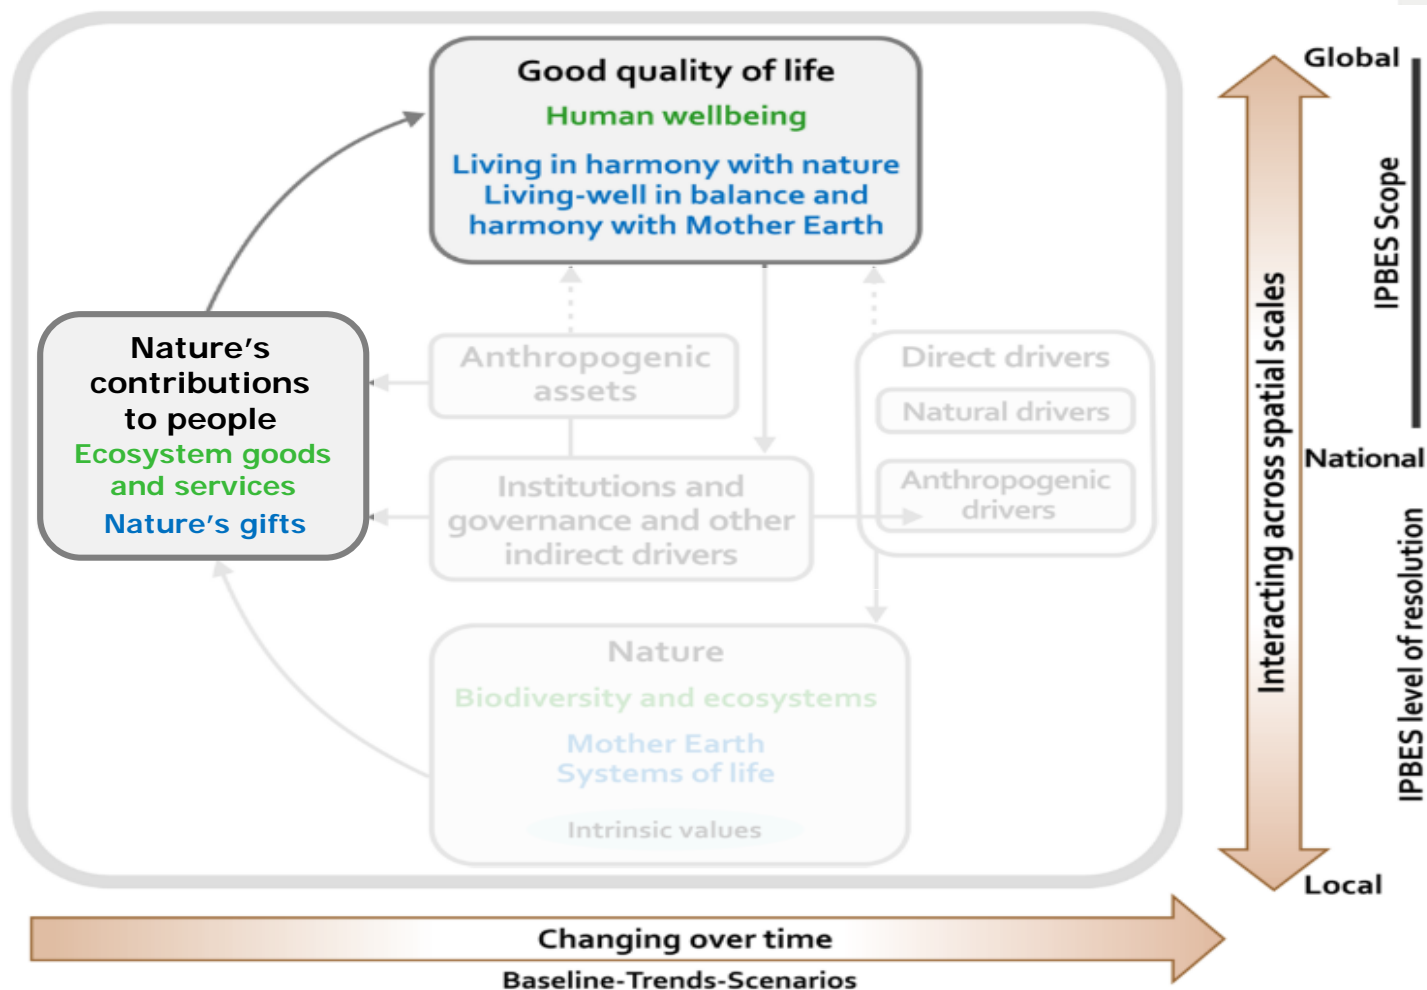 Good quality of life
Human wellbeing
Living in harmony with nature
Living-well in balance and
harmony with Mother Earth
Nature's
contributions
to people
Ecosystem goods
and services
Nature's gifts
Anthropogenic
assets
Direct drivers
Natural drivers
Anthropogenic
drivers
Institutions and
governance and other
indirect drivers
Nature
Biodiversity and ecosystems
Mother Earth
Systems of life
Intrinsic values
Interacting across spatial scales
Global
IPBES Scope
National
IPBES level of resolution
Local
Changing over time
Baseline-Trends-Scenarios